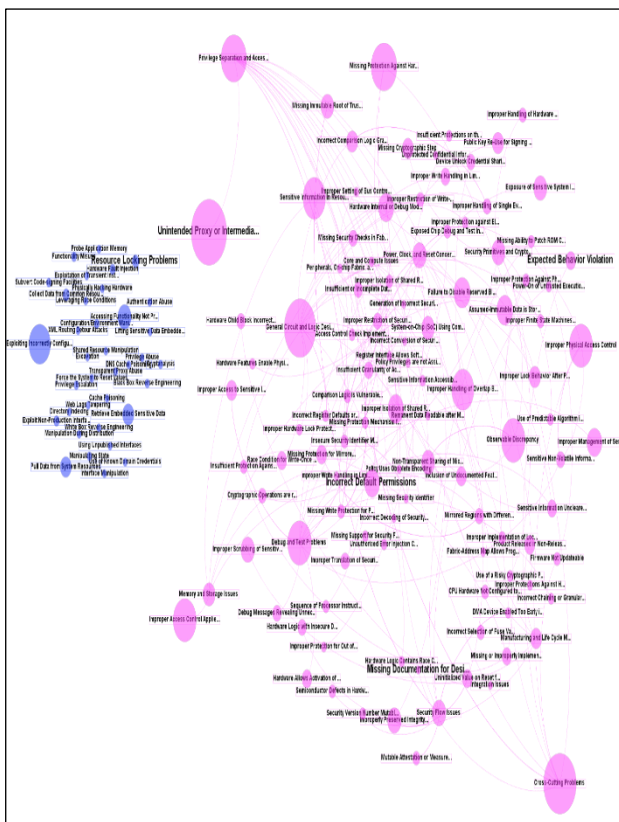 Privilege Separation and Acces...
Missing Protection Against Har...
Missing Immutable Root of Trus...
Improper Handling of Hardware ...
Incorrect Comparison Logic Gra...
Insufficient Protections on th...
Missing Cryptographic Step
Public Key Re-Use for Signing ...
Unprotected Confidential Infor...
Device Unlock Credential Shari...
Improper Write Handling in Lim...
Improper Setting of Bus Contro...
Exposure of Sensitive System I...
Sensitive Information in Resou...
Improper Restriction of Write-...
Hardware Internal or Debug Mod...
Improper Handling of Single Ev...
Unintended Proxy or Intermedia...
Improper Protection against El...
Exposed Chip Debug and Test In...
Missing Security Checks in Fab...
Missing Ability to Patch ROM C...
Probe Application Memory
Functionality Misuse
Resource Locking Problems
Core and Compute Issues
Power, Clock, and Reset Concer...
Security Primitives and Crypto...
Expected Behavior Violation
Hardware Fault Injection
Peripherals, On-chip Fabric, a...
Exploitation of Transient Inst...
Physically Hacking Hardware
Subvert Code-signing Facilities
Improper Isolation of Shared R...
Insufficient or Incomplete Dat...
Failure to Disable Reserved Bi...
Improper Protection Against Ph...
Power-On of Untrusted Executi...
Collect Data from Common Resou...
Leveraging Race Conditions
Authentication Abuse
Generation of Incorrect Securi...
Assumed-Immutable Data is Stor...
Accessing Functionality Not Pr...
Configuration/Environment Mani...
Hardware Child Block Incorrect...
Improper Restriction of Securi...
System-on-Chip (SoC) Using Com...
Improper Finite State Machines...
XML Routing Detour Attacks
Lifting Sensitive Data Embedde...
General Circuit and Logic Desi...
Access Control Check Implement...
Exploiting Incorrectly Configu...
Incorrect Conversion of Secur...
Improper Physical Access Control
Shared Resource Manipulation
Register Interface Allows Soft...
Improper Lock Behavior After P...
Excavation
Privilege Abuse
Hardware Features Enable Physi...
Policy Privileges are not Assi...
DNS Cache Poisoning
Cryptanalysis
Insufficient Granularity of Ac...
Transparent Proxy Abuse
Sensitive Information Accessib...
Force the System to Reset Values
Privilege Escalation
Black Box Reverse Engineering
Improper Access to Sensitive I...
Comparison Logic is Vulnerable...
Improper Handling of Overlap B...
Cache Poisoning
Web Logs Tampering
Improper Isolation of Shared R...
Incorrect Register Defaults or...
Remanent Data Readable after M...
Directory Indexing
Retrieve Embedded Sensitive Data
Missing Protection Mechanism f...
Use of Predictable Algorithm i...
Exploit Non-Production Interfa...
White Box Reverse Engineering
Improper Hardware Lock Protect...
Observable Discrepancy
Manipulation During Distribution
Insecure Security Identifier M...
Improper Management of Sen...
Using Unpublished Interfaces
Race Condition for Write-Once ...
Missing Protection for Mirrore...
Non-Transparent Sharing of Mic...
Sensitive Non-Volatile Informa...
Manipulating State
Use of Known Domain Credentials
Pull Data from System Resources
Interface Manipulation
Insufficient Protection Agains...
Improper Write Handling in Lim...
Policy Uses Obsolete Encoding
Inclusion of Undocumented Feat...
Incorrect Default Permissions
Cryptographic Operations are r...
Missing Security Identifier
Missing Write Protection for P...
Incorrect Decoding of Security...
Mirrored Regions with Differen...
Sensitive Information Uncleare...
Debug and Test Problems
Missing Support for Security F...
Unauthorized Error Injection C...
Improper Implementation of Loc...
Product Released in Non-Releas...
Improper Scrubbing of Sensitiv...
Improper Translation of Securi...
Fabric-Address Map Allows Prog...
Firmware Not Updateable
Use of a Risky Cryptographic P...
CPU Hardware Not Configured to...
Improper Protections Against H...
Memory and Storage Issues
Incorrect Chaining or Granular...
Improper Access Control Applie...
Debug Messages Revealing Unnec...
Sequence of Processor Instruct...
DMA Device Enabled Too Early i...
Hardware Logic with Insecure D...
Incorrect Selection of Fuse Va...
Manufacturing and Life Cycle M...
Improper Protection for Out of...
Missing or Improperly Implemen...
Hardware Logic Contains Race C...
Missing Documentation for Desi...
Hardware Allows Activation of ...
Uninitialized Value on Reset f...
Integration Issues
Semiconductor Defects in Hardw...
Security Version Number Mutabl...
Improperly Preserved Integrity...
Security Flow Issues
Mutable Attestation or Measure...
Cross-Cutting Problems